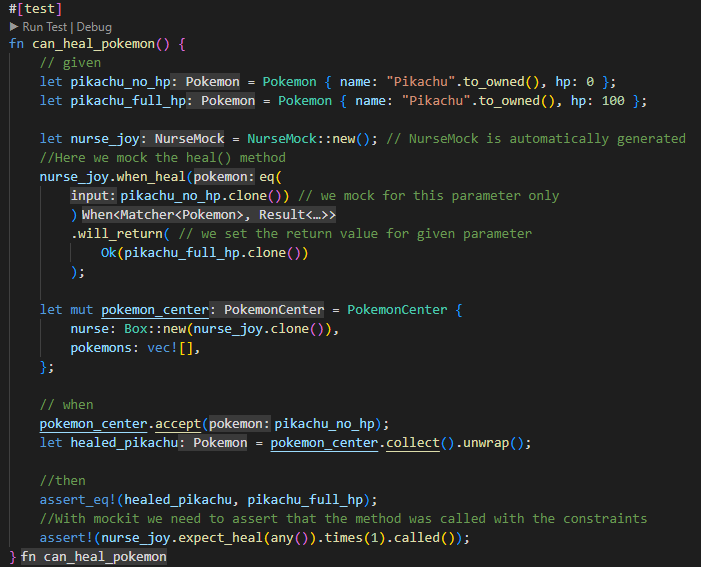 #[test]
▶ Run Test | Debug
fn can_heal_pokemon() {
    // given
    let pikachu_no_hp: Pokemon = Pokemon { name: "Pikachu".to_owned(), hp: 0 };
    let pikachu_full_hp: Pokemon = Pokemon { name: "Pikachu".to_owned(), hp: 100 };

    let nurse_joy: NurseMock = NurseMock::new(); // NurseMock is automatically generated
    //Here we mock the heal() method
    nurse_joy.when_heal(pokemon: eq(
        input: pikachu_no_hp.clone()) // we mock for this parameter only
        ) When<Matcher<Pokemon>, Result<…>>
        .will_return( // we set the return value for given parameter
            Ok(pikachu_full_hp.clone())
        );

    let mut pokemon_center: PokemonCenter = PokemonCenter {
        nurse: Box::new(nurse_joy.clone()),
        pokemons: vec![],
    };

    // when
    pokemon_center.accept(pokemon: pikachu_no_hp);
    let healed_pikachu: Pokemon = pokemon_center.collect().unwrap();

    //then
    assert_eq!(healed_pikachu, pikachu_full_hp);
    //With mockit we need to assert that the method was called with the constraints
    assert!(nurse_joy.expect_heal(any()).times(1).called());
} fn can_heal_pokemon